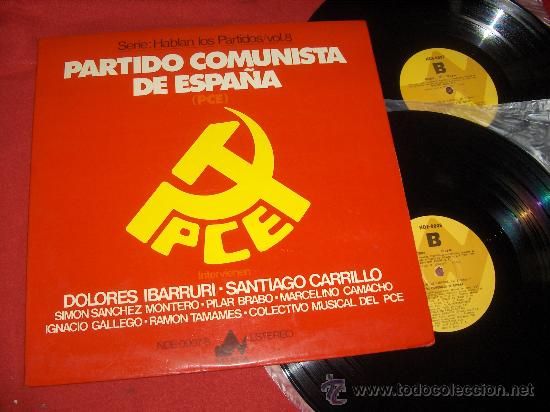 Serie: Hablan los Partidos/vol.8
PARTIDO COMUNISTA
DE ESPAÑA
(PCE)
PCE
Intervienen
DOLORES IBARRURI · SANTIAGO CARRILLO
SIMON SANCHEZ MONTERO · PILAR BRABO · MARCELINO CAMACHO
IGNACIO GALLEGO · RAMON TAMAMES · COLECTIVO MUSICAL DEL PCE
ESTEREO
B
B
todocoleccion
www.todocoleccion.net